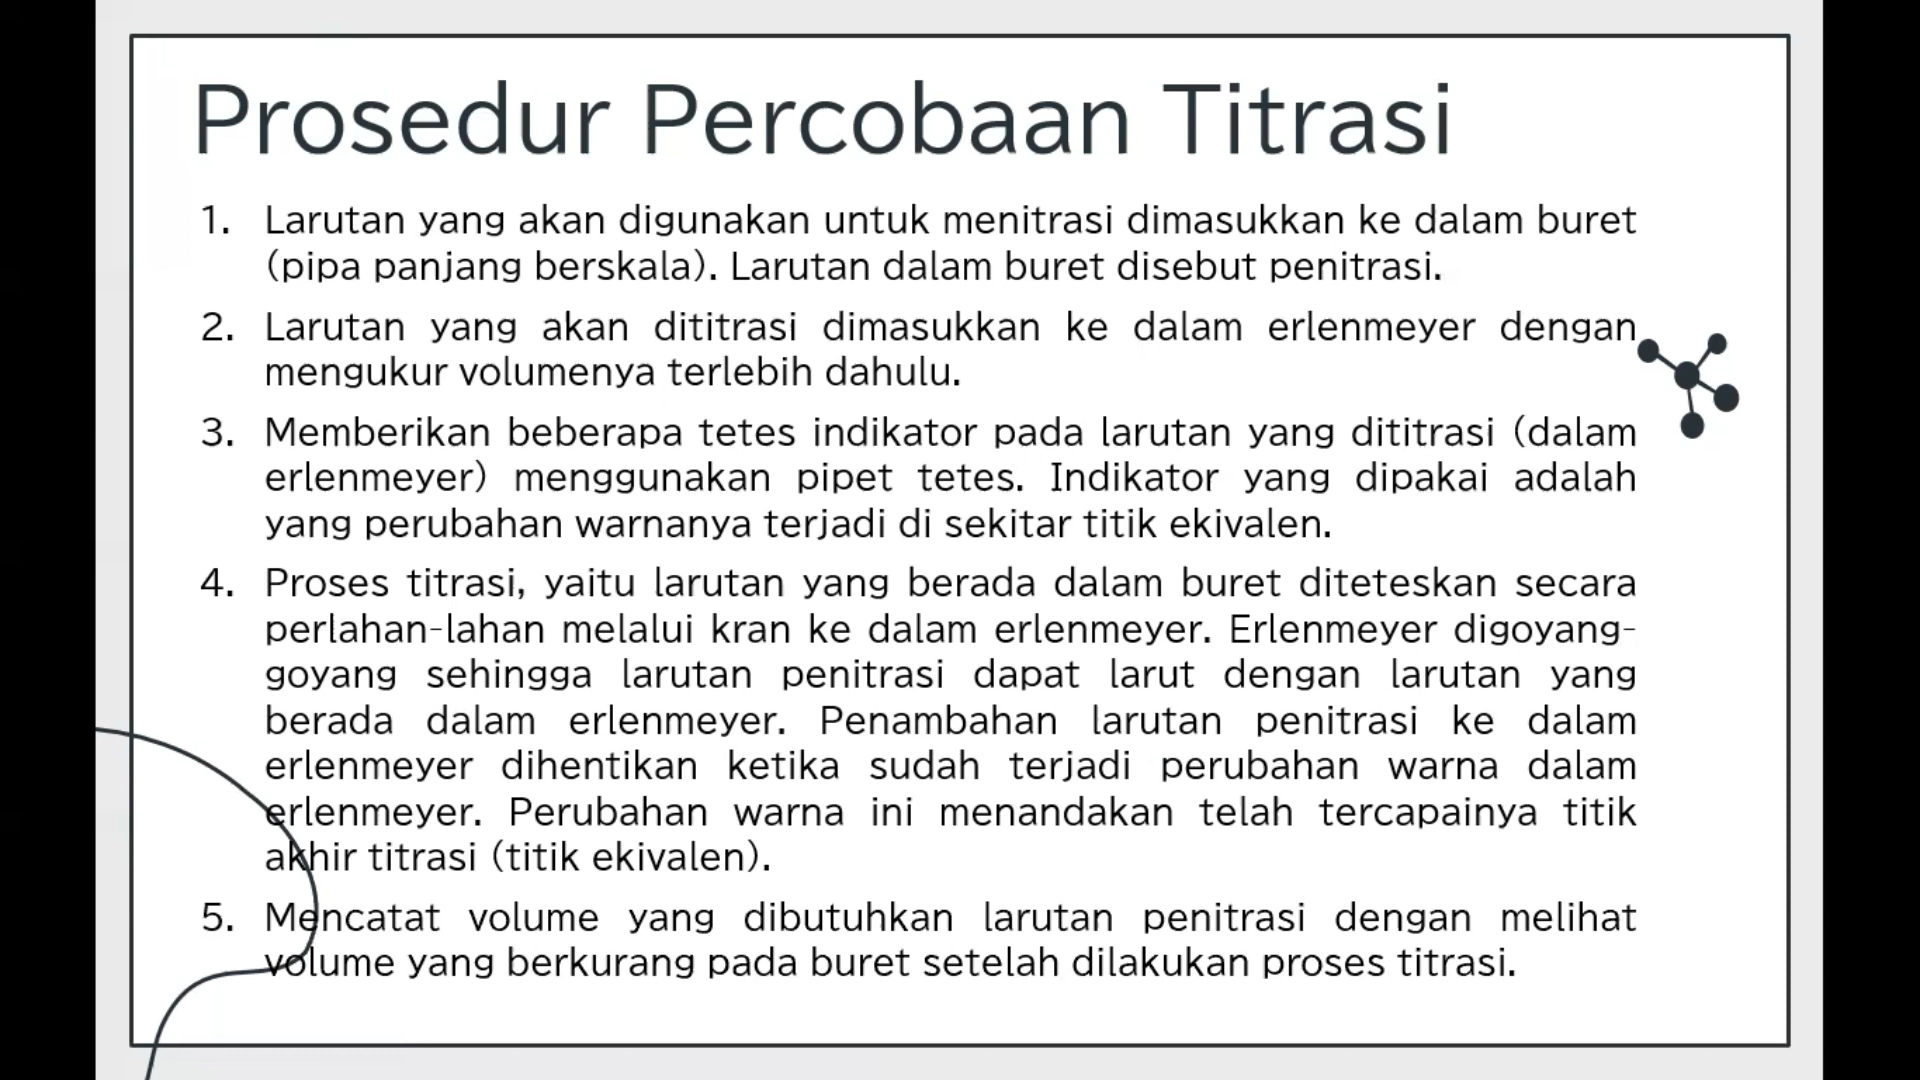 Prosedur Percobaan Titrasi
1. Larutan yang akan digunakan untuk menitrasi dimasukkan ke dalam buret
(pipa panjang berskala). Larutan dalam buret disebut penitrasi.
2. Larutan yang akan dititrasi dimasukkan ke dalam erlenmeyer dengan
mengukur volumenya terlebih dahulu.
3. Memberikan beberapa tetes indikator pada larutan yang dititrasi (dalam
erlenmeyer) menggunakan pipet tetes. Indikator yang dipakai adalah
yang perubahan warnanya terjadi di sekitar titik ekivalen.
4. Proses titrasi, yaitu larutan yang berada dalam buret diteteskan secara
perlahan-lahan melalui kran ke dalam erlenmeyer. Erlenmeyer digoyang-
goyang sehingga larutan penitrasi dapat larut dengan larutan yang
berada dalam erlenmeyer. Penambahan larutan penitrasi ke dalam
erlenmeyer dihentikan ketika sudah terjadi perubahan warna dalam
erlenmeyer. Perubahan warna ini menandakan telah tercapainya titik
akhir titrasi (titik ekivalen).
5. Mencatat volume yang dibutuhkan larutan penitrasi dengan melihat
volume yang berkurang pada buret setelah dilakukan proses titrasi.